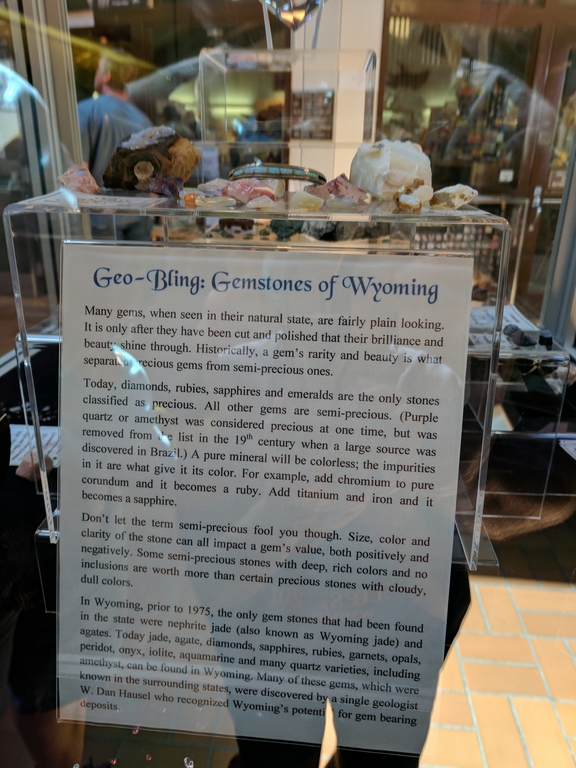 Geo-Bling: Gemstones of Wyoming
Many gems, when seen in their natural state, are fairly plain looking.
It is only after they have been cut and polished that their brilliance and
beauty shine through. Historically, a gem's rarity and beauty is what
precious gems from semi-precious ones.
Today, diamonds, rubies, sapphires and emeralds are the only stones
classified as precious. All other gems are semi-precious. (Purple
quartz or amethyst was considered precious at one time, but was
removed from the list in the 19th century when a large source was
discovered in Brazil.) A pure mineral will be colorless; the impurities
in it are what give it its color. For example, add chromium to pure
corundum and it becomes a ruby. Add titanium and iron and it
becomes a sapphire.
Don't let the term semi-precious fool you though. Size, color and
clarity of the stone can all impact a gem's value, both positively and
negatively. Some semi-precious stones with deep, rich colors and no
inclusions are worth more than certain precious stones with cloudy,
dull colors.
In Wyoming, prior to 1975, the only gem stones that had been found
in the state were nephrite jade (also known as Wyoming jade) and
agates. Today jade, agate, diamonds, sapphires, rubies, garnets, opals,
peridot, onyx, iolite, aquamarine and many quartz varieties, including
amethyst, can be found in Wyoming. Many of these gems, which were
known in the surrounding states, were discovered by a single geologist
W. Dan Hausel who recognized Wyoming's potential for gem bearing
deposits.